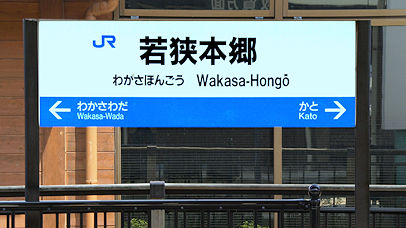 JR
若狭本郷
わかさほんごう Wakasa-Hongō
← わかさわだ かと →
Wakasa-Wada Kato